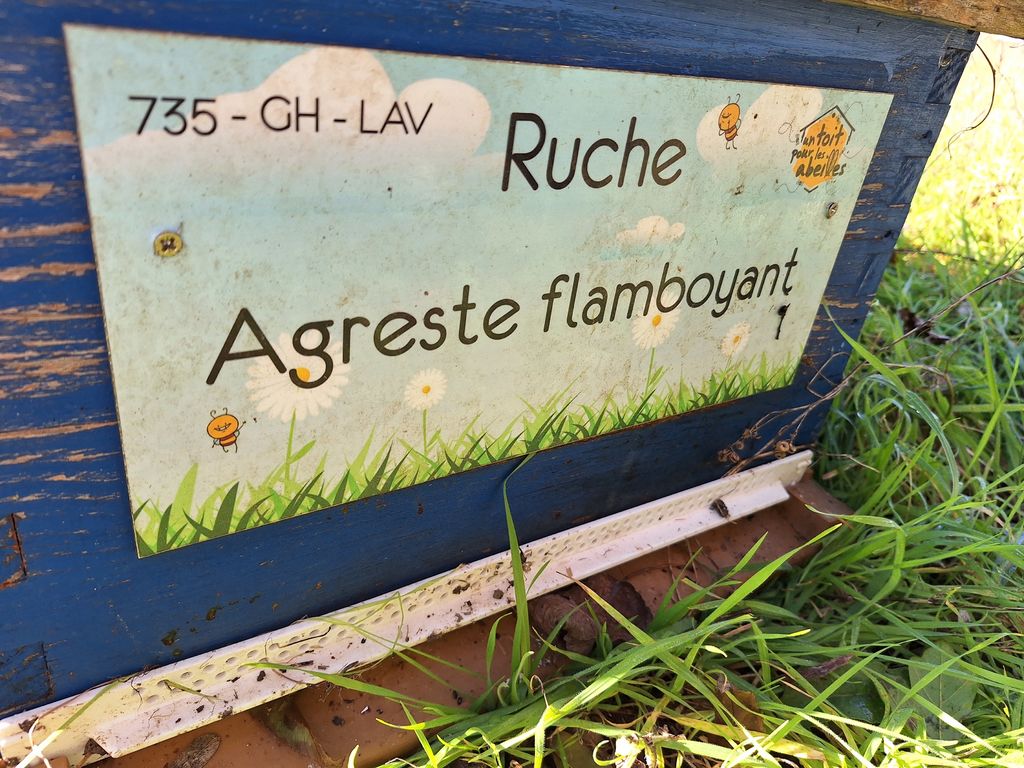 735 - GH - LAV
Ruche
un toit
pour les
abeilles
Agreste flamboyant